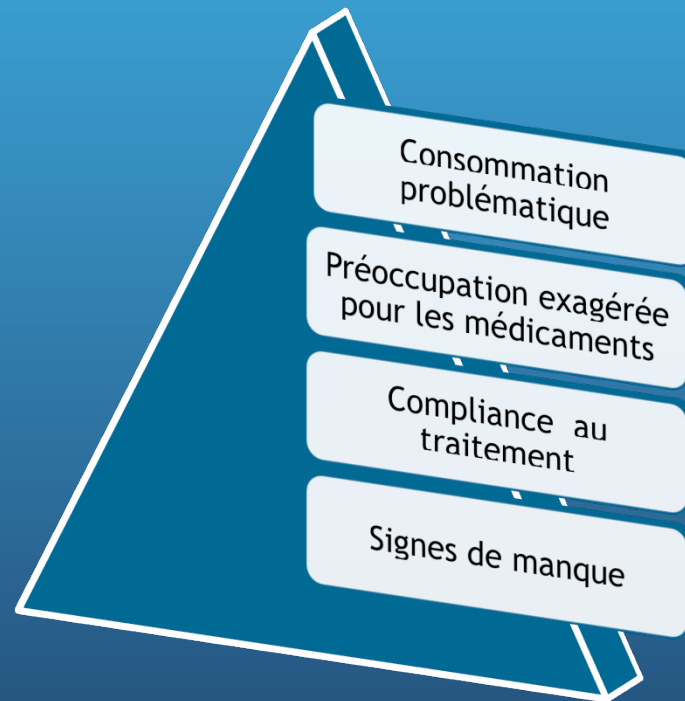 Consommation
problématique
Préoccupation exagérée
pour les médicaments
Compliance au
traitement
Signes de manque